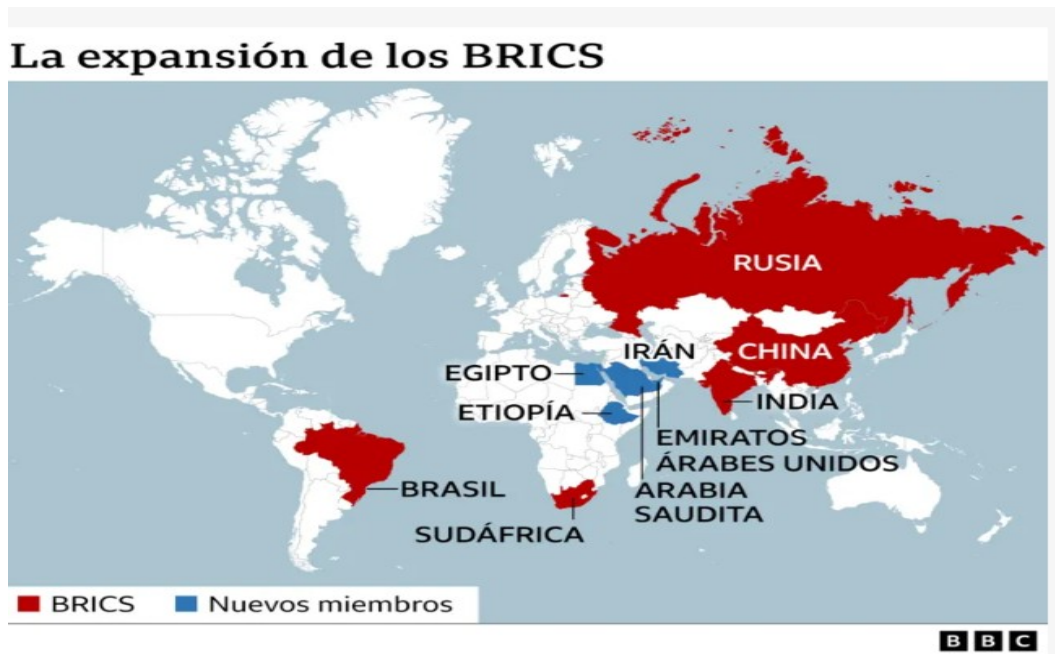 La expansión de los BRICS
RUSIA
IRÁN
CHINA
EGIPTO
INDIA
ETIOPÍA
EMIRATOS
ÁRABES UNIDOS
ARABIA
SAUDITA
BRASIL
SUDÁFRICA
BRICS
Nuevos miembros
BBC